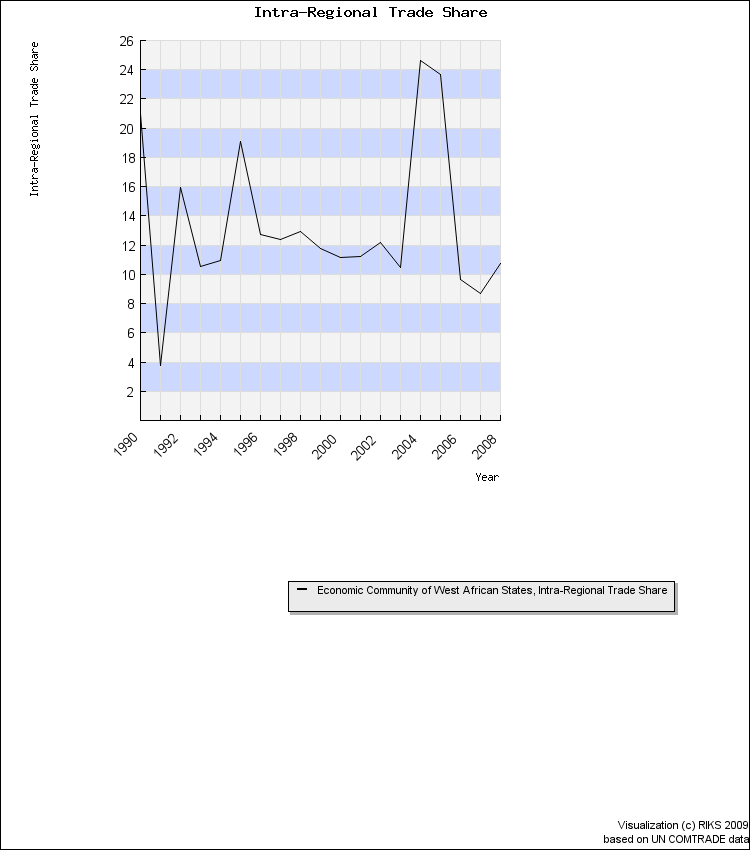 Intra-Regional Trade Share
Intra-Regional Trade Share
26
24
22
20
18
16
14
12
10
8
6
4
2
1990 1992 1994 1996 1998 2000 2002 2004 2006 2008
Year
Economic Community of West African States, Intra-Regional Trade Share
Visualization (c) RIKS 2009
based on UN COMTRADE data